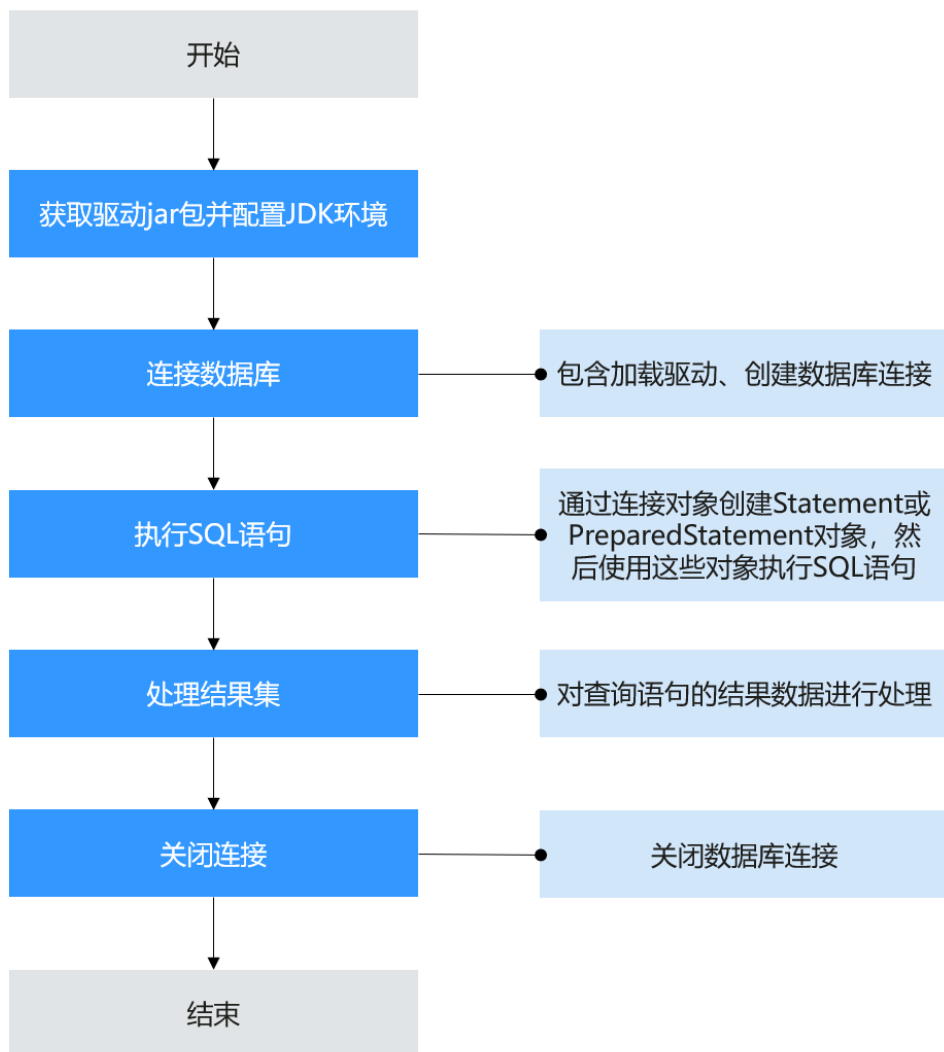 开始
获取驱动jar包并配置JDK环境
连接数据库
包含加载驱动、创建数据库连接
执行SQL语句
通过连接对象创建Statement或
PreparedStatement对象，然
后使用这些对象执行SQL语句
处理结果集
对查询语句的结果数据进行处理
关闭连接
关闭数据库连接
结束